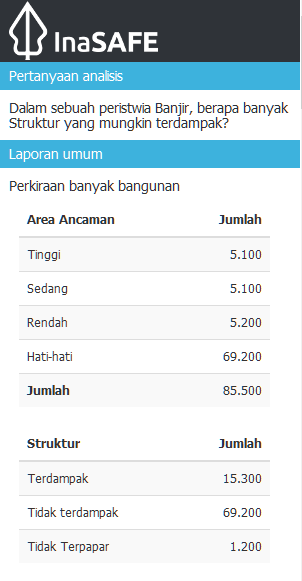 InaSAFE
Pertanyaan analisis
Dalam sebuah peristwia Banjir, berapa banyak
Struktur yang mungkin terdampak?
Laporan umum
Perkiraan banyak bangunan
Area Ancaman Jumlah
Tinggi 5.100
Sedang 5.100
Rendah 5.200
Hati-hati 69.200
Jumlah 85.500
Struktur Jumlah
Terdampak 15.300
Tidak terdampak 69.200
Tidak Terpapar 1.200